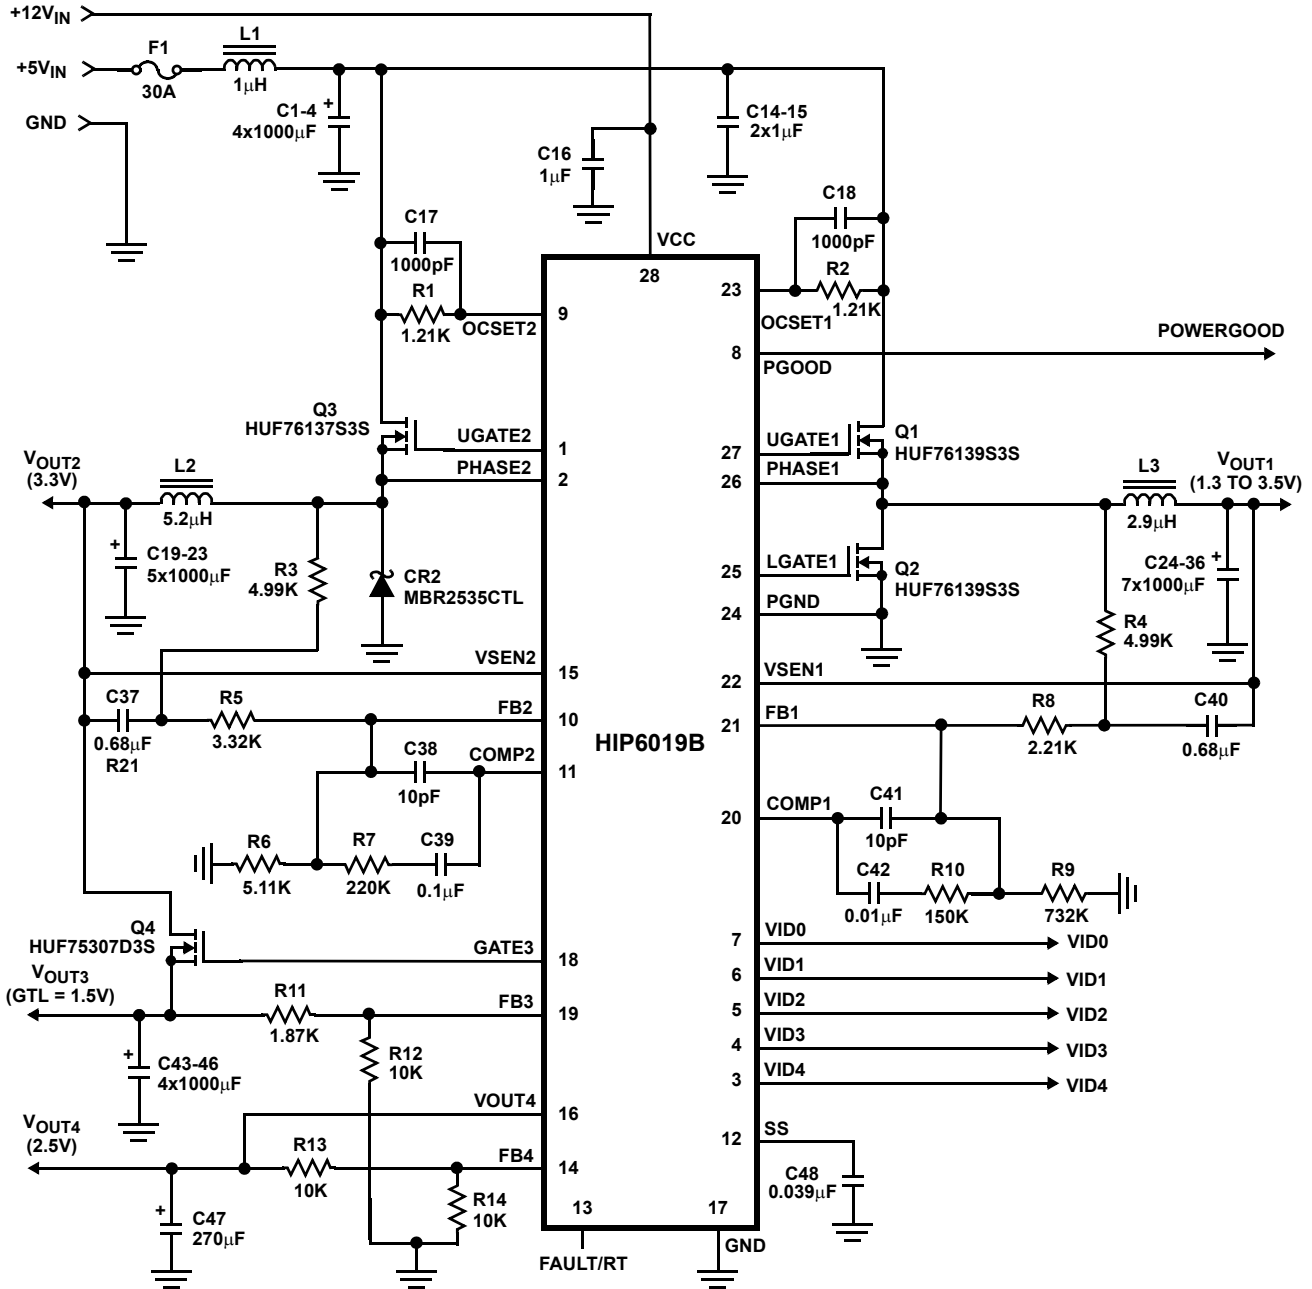 +12VIN
+5VIN
F1
30A
L1
1µH
GND
C1-4
4x1000µF
+
C16
1µF
C14-15
2x1µF
C18
1000pF
R2
1.21K
C17
1000pF
R1
1.21K
VCC
28
OCSET2
9
23
OCSET1
8
PGOOD
POWERGOOD
Q3
HUF76137S3S
UGATE2
1
PHASE2
2
27
UGATE1
26
PHASE1
Q1
HUF76139S3S
VOUT2
(3.3V)
L2
5.2µH
L3
2.9µH
VOUT1
(1.3 TO 3.5V)
+
C19-23
5x1000µF
R3
4.99K
CR2
MBR2535CTL
25
LGATE1
24
PGND
Q2
HUF76139S3S
C24-36
7x1000µF
+
R4
4.99K
VSEN2
15
22
VSEN1
C37
0.68µF
R21
R5
3.32K
FB2
10
21
FB1
R8
2.21K
C40
0.68µF
HIP6019B
C38
10pF
COMP2
11
20
COMP1
C41
10pF
R6
5.11K
R7
220K
C39
0.1µF
C42
0.01µF
R10
150K
R9
732K
Q4
HUF75307D3S
GATE3
18
7
VID0
VID0
6
VID1
VID1
5
VID2
VID2
4
VID3
VID3
3
VID4
VID4
VOUT3
(GTL = 1.5V)
R11
1.87K
FB3
19
+
C43-46
4x1000µF
R12
10K
VOUT4
16
VOUT4
(2.5V)
R13
10K
FB4
14
12
SS
C48
0.039µF
+
C47
270µF
R14
10K
13
FAULT/RT
17
GND